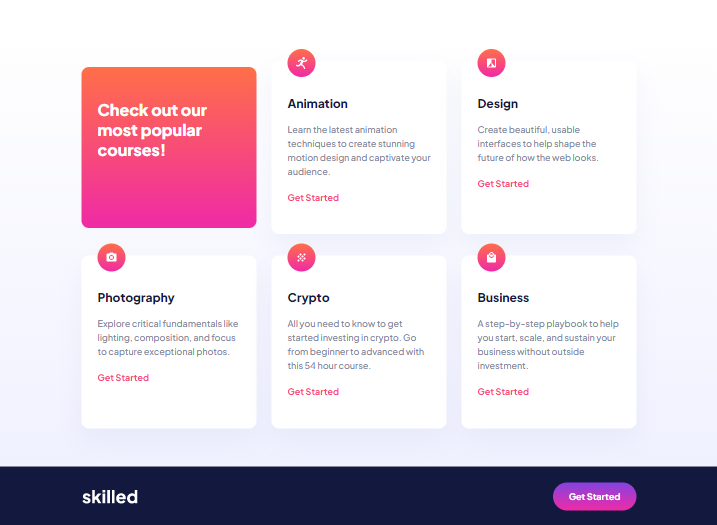 Check out our
most popular
courses!
Animation
Learn the latest animation
techniques to create stunning
motion design and captivate your
audience.
Get Started
Design
Create beautiful, usable
interfaces to help shape the
future of how the web looks.
Get Started
Photography
Explore critical fundamentals like
lighting, composition, and focus
to capture exceptional photos.
Get Started
Crypto
All you need to know to get
started investing in crypto. Go
from beginner to advanced with
this 54 hour course.
Get Started
Business
A step-by-step playbook to help
you start, scale, and sustain your
business without outside
investment.
Get Started
skilled
Get Started